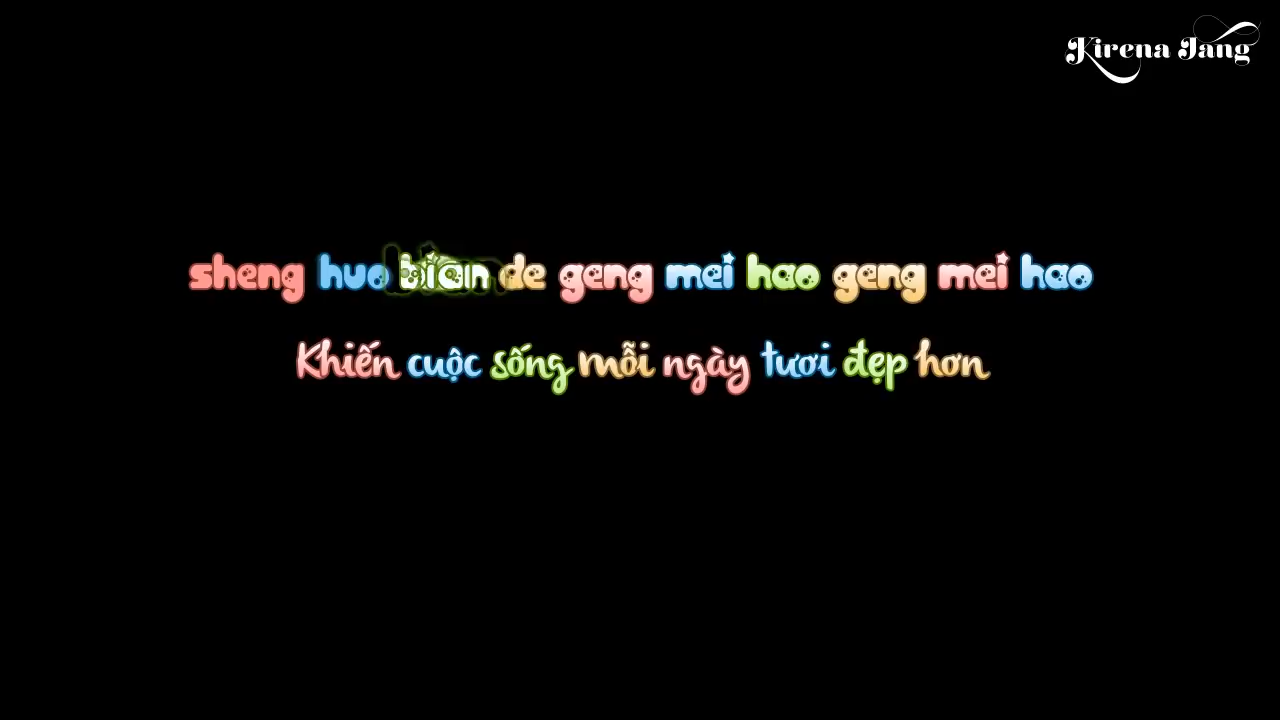 Kirena Jang
sheng huo bian de geng mei hao geng mei hao
Khiến cuộc sống mỗi ngày tươi đẹp hơn